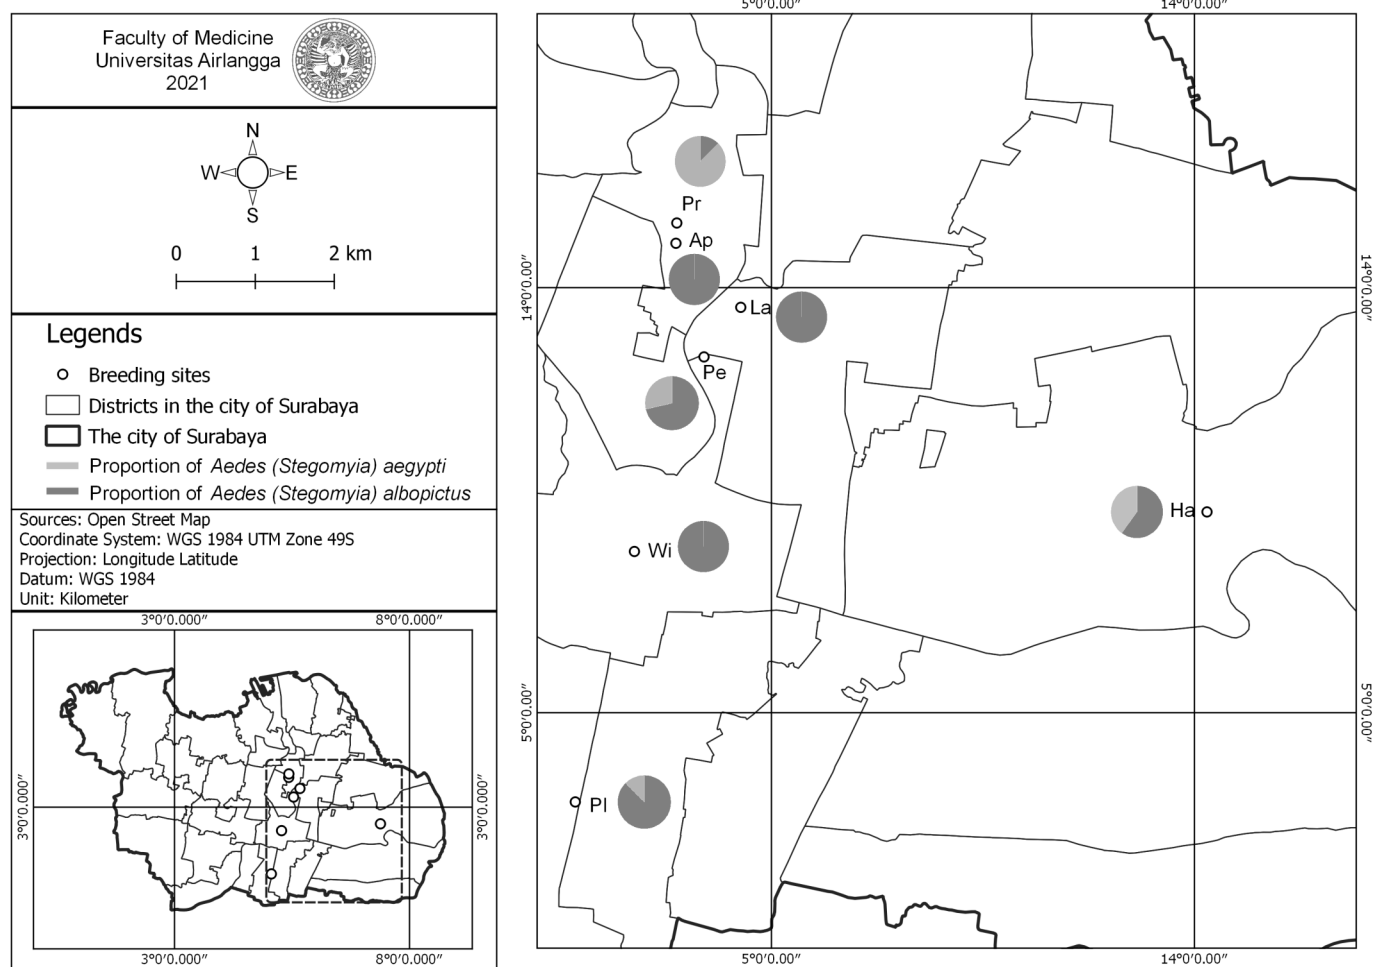 Faculty of Medicine
Universitas Airlangga
2021
N
W
E
S
0 1 2 km
Legends
Breeding sites
Districts in the city of Surabaya
The city of Surabaya
Proportion of Aedes (Stegomyia) aegypti
Proportion of Aedes (Stegomyia) albopictus
Sources: Open Street Map
Coordinate System: WGS 1984 UTM Zone 49S
Projection: Longitude Latitude
Datum: WGS 1984
Unit: Kilometer
3°0′0.000″ 8°0′0.000″
3°0′0.000″
3°0′0.000″
3°0′0.000″ 8°0′0.000″
5°0′0.00″ 14°0′0.00″
14°0′0.00″
14°0′0.00″
Pr
Ap
La
Pe
Ha
Wi
5°0′0.00″
5°0′0.00″
Pl
5°0′0.00″ 14°0′0.00″